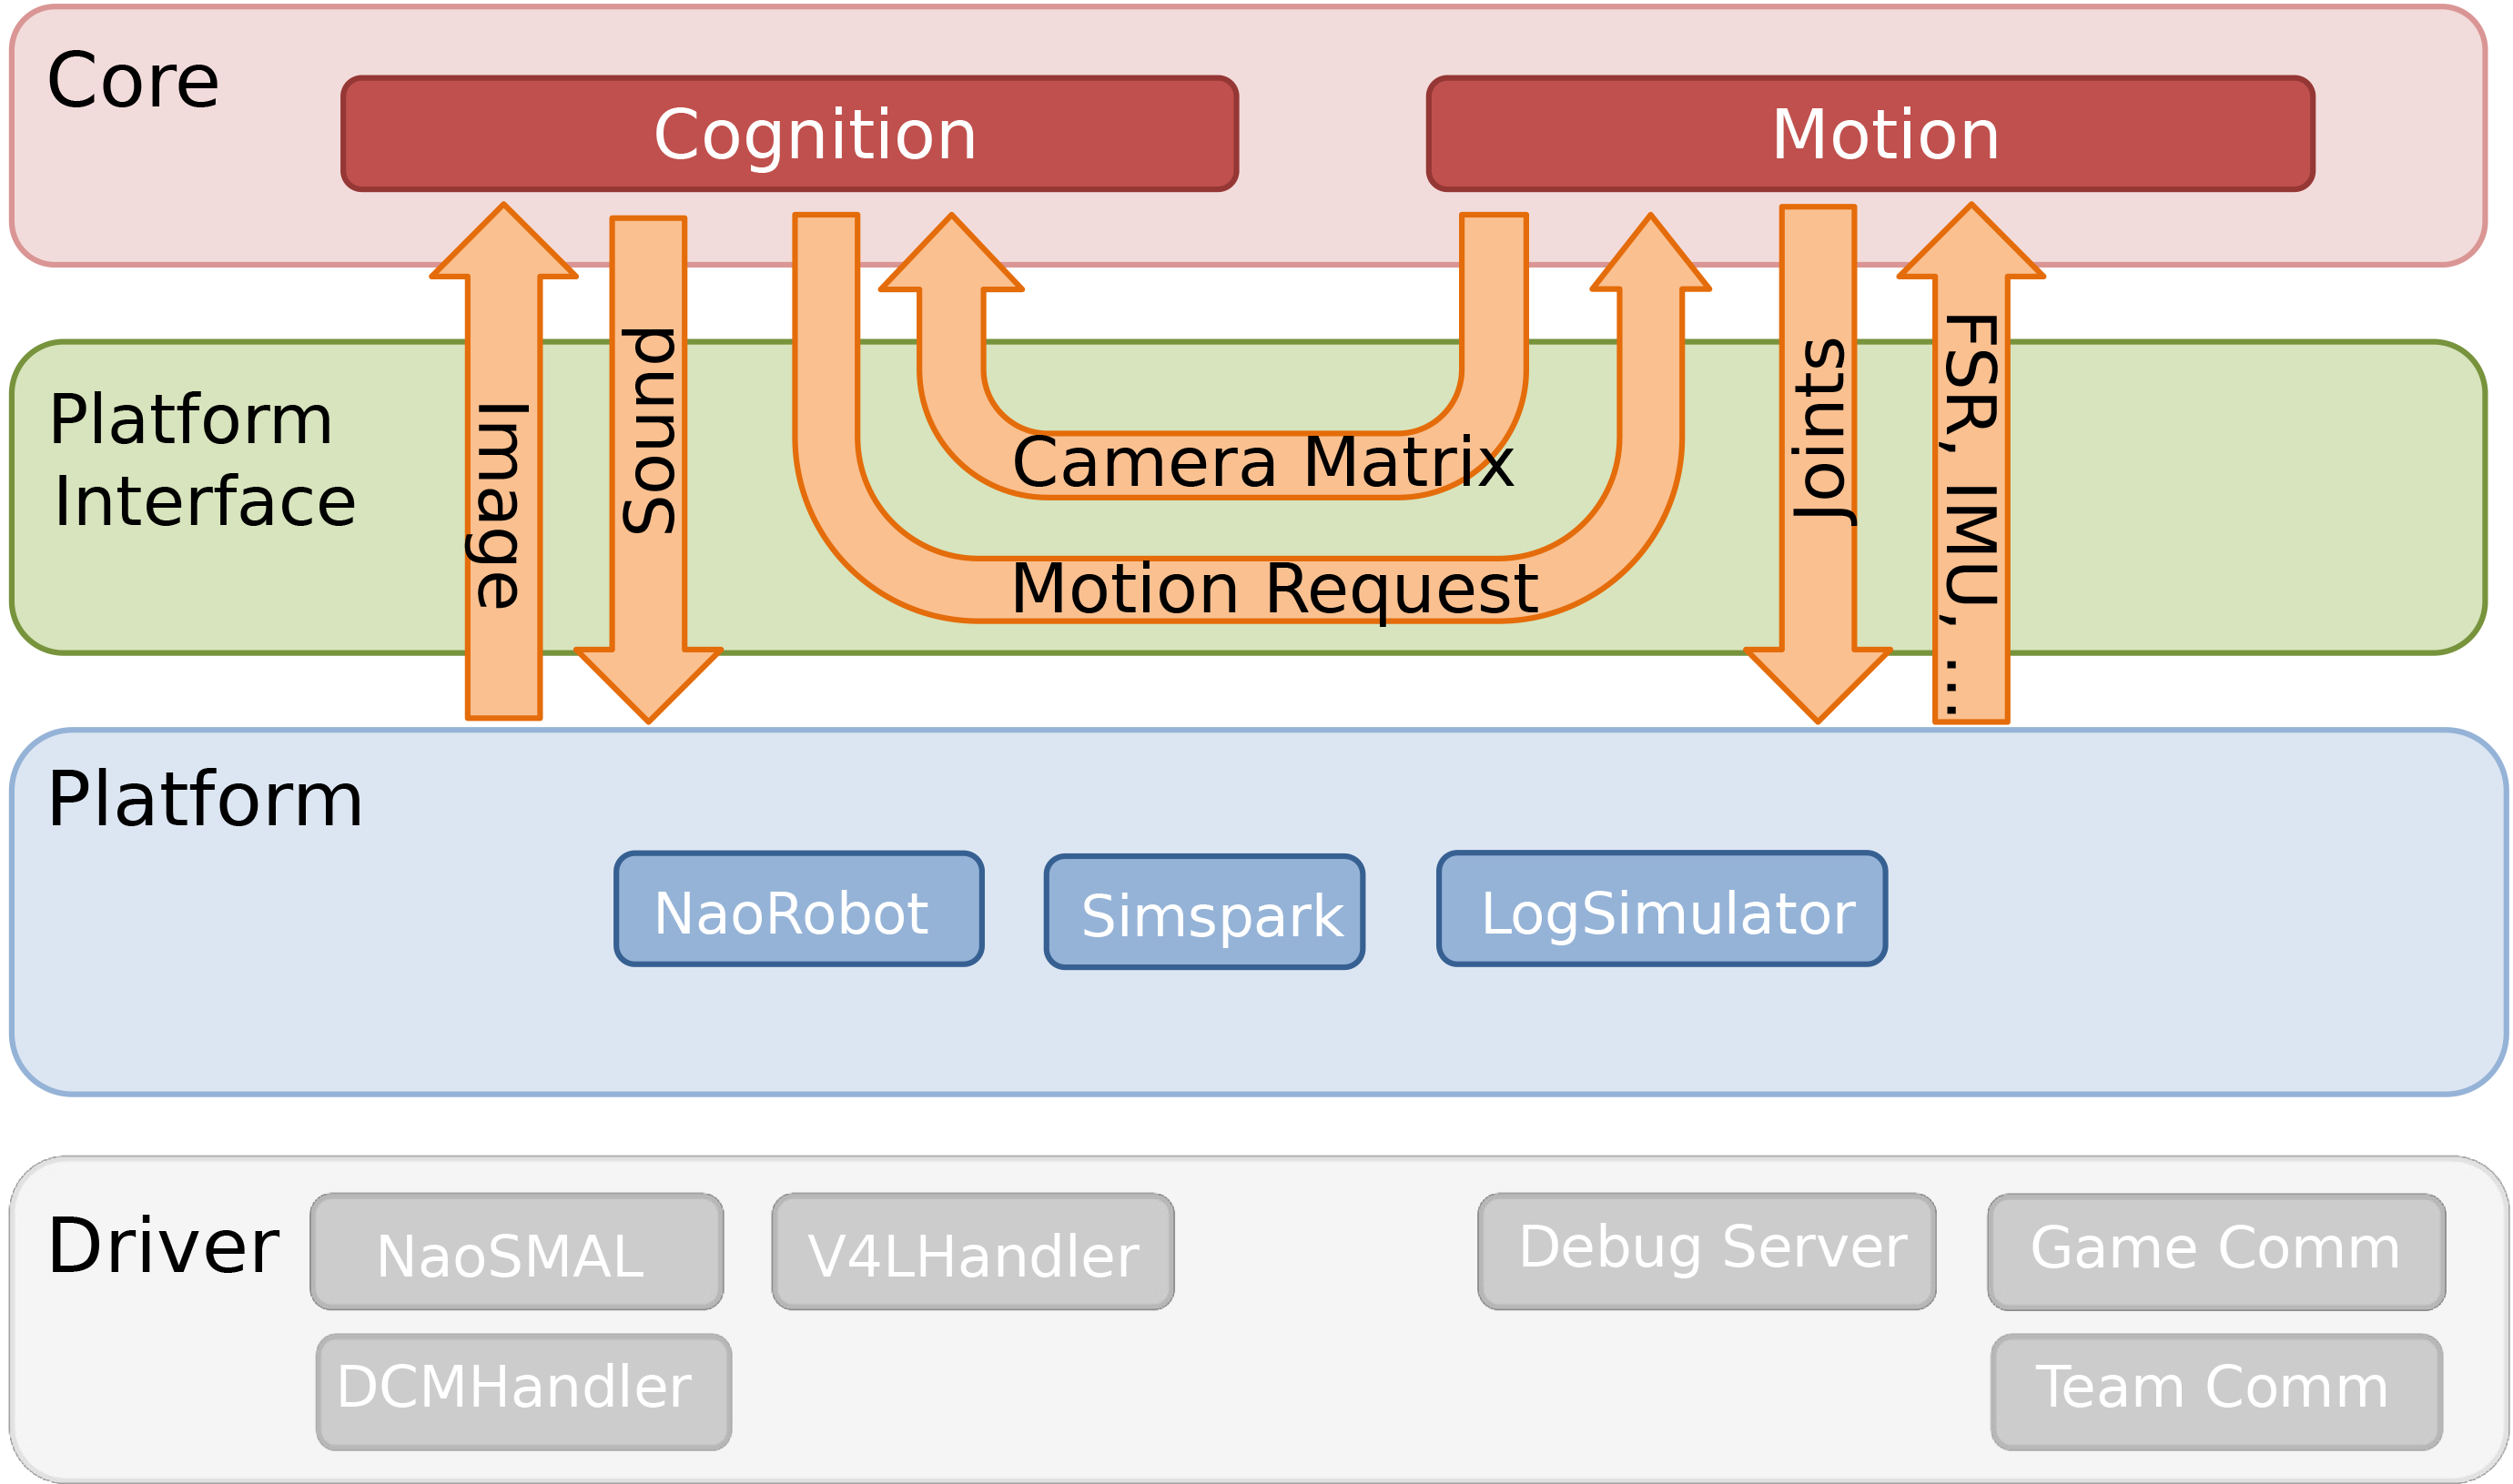 Core
Cognition
Motion
Platform
Interface
Image
Sound
Camera Matrix
Motion Request
Joints
FSR, IMU, ...
Platform
NaoRobot
Simspark
LogSimulator
Driver
NaoSMAL
V4LHandler
Debug Server
Game Comm
DCMHandler
Team Comm